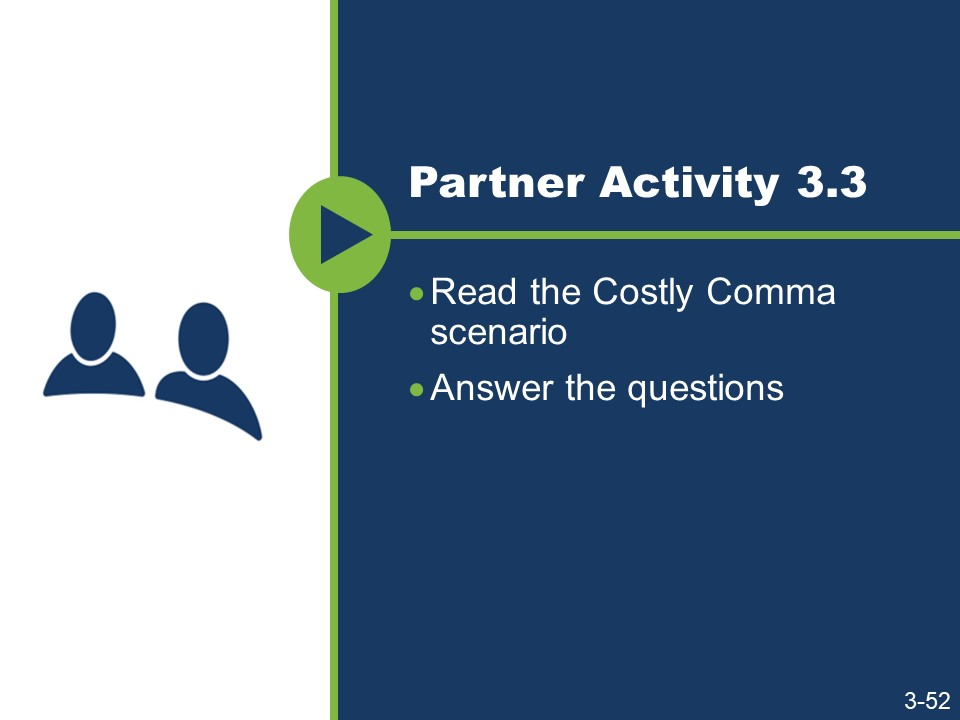 Partner Activity 3.3
• Read the Costly Comma
scenario
• Answer the questions
3-52